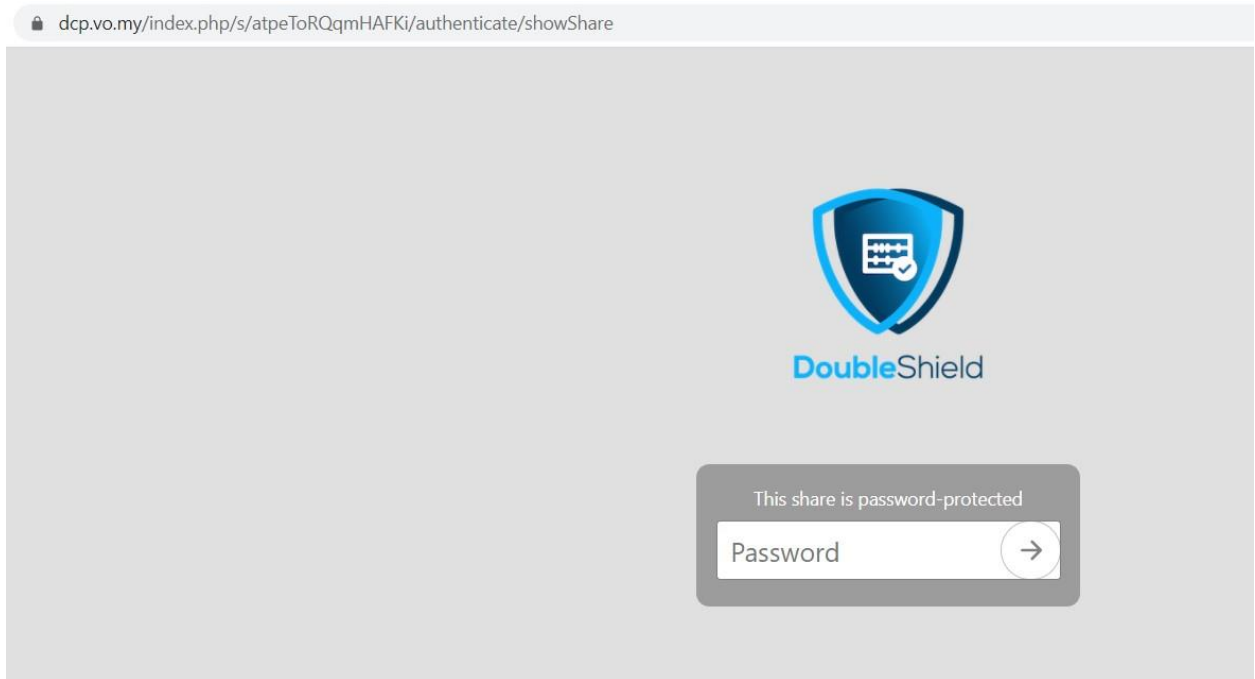 dcp.vo.my/index.php/s/atpeToRQqmHAFKi/authenticate/showShare
DoubleShield
This share is password-protected
Password